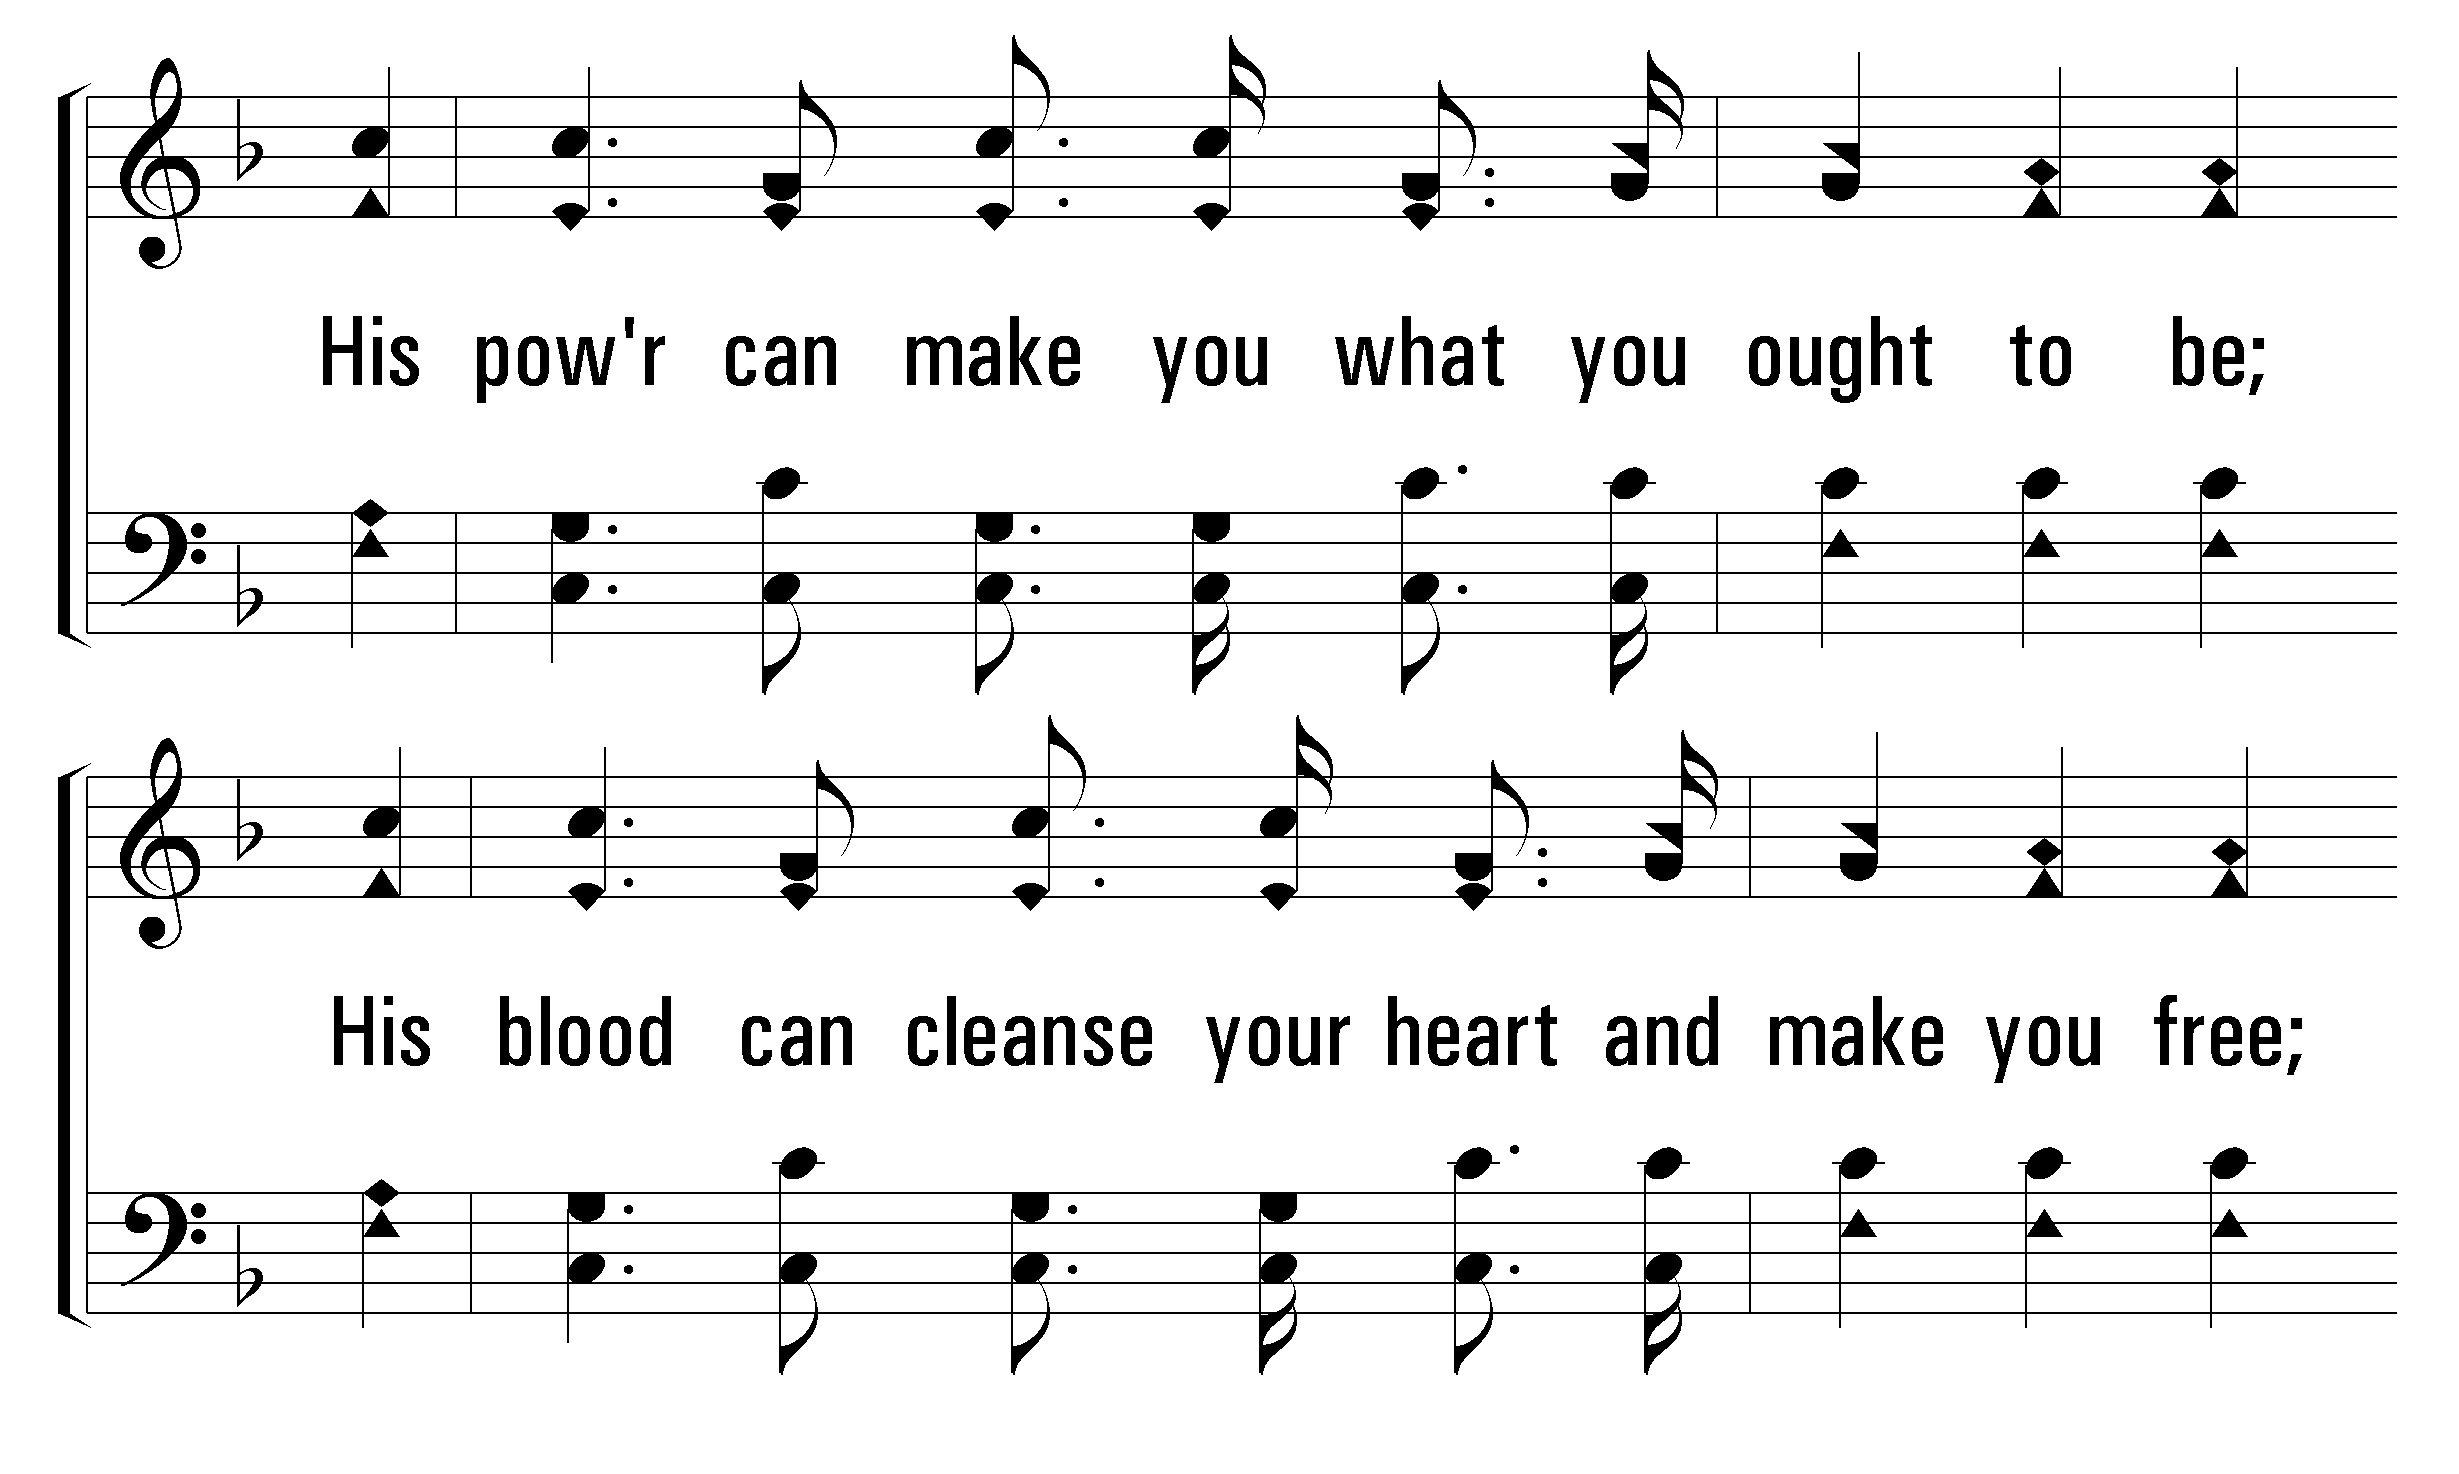 His pow'r can make you what you ought to be;
His blood can cleanse your heart and make you free;